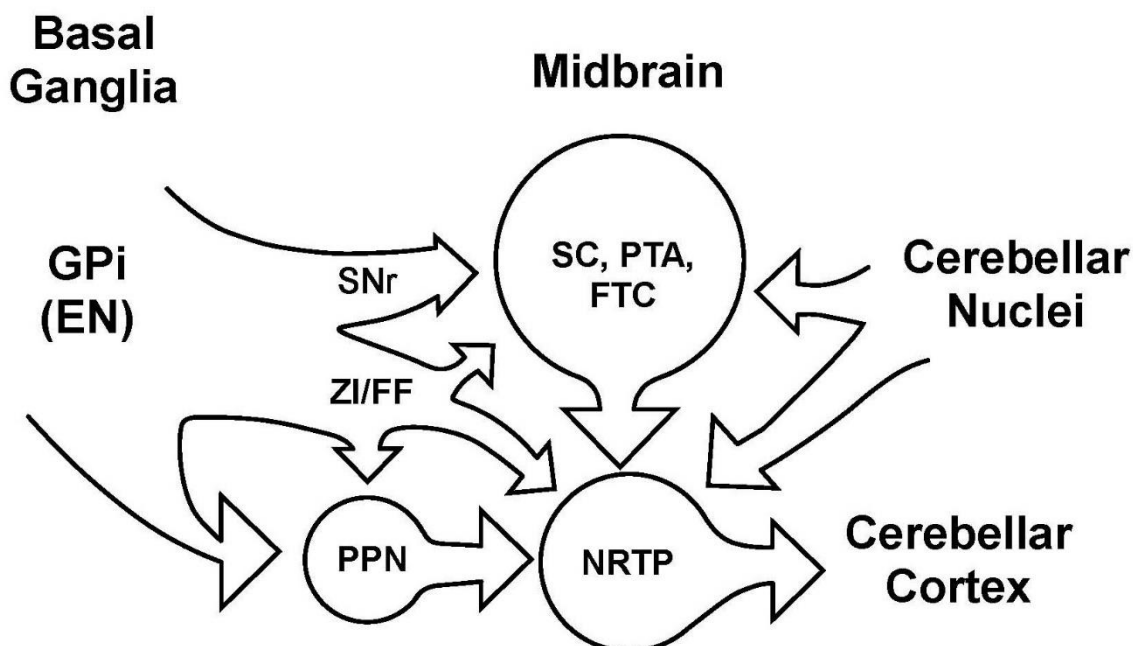 Basal
Ganglia
Midbrain
GPi
(EN)
SNr
SC, PTA,
FTC
Cerebellar
Nuclei
ZI/FF
PPN
NRTP
Cerebellar
Cortex